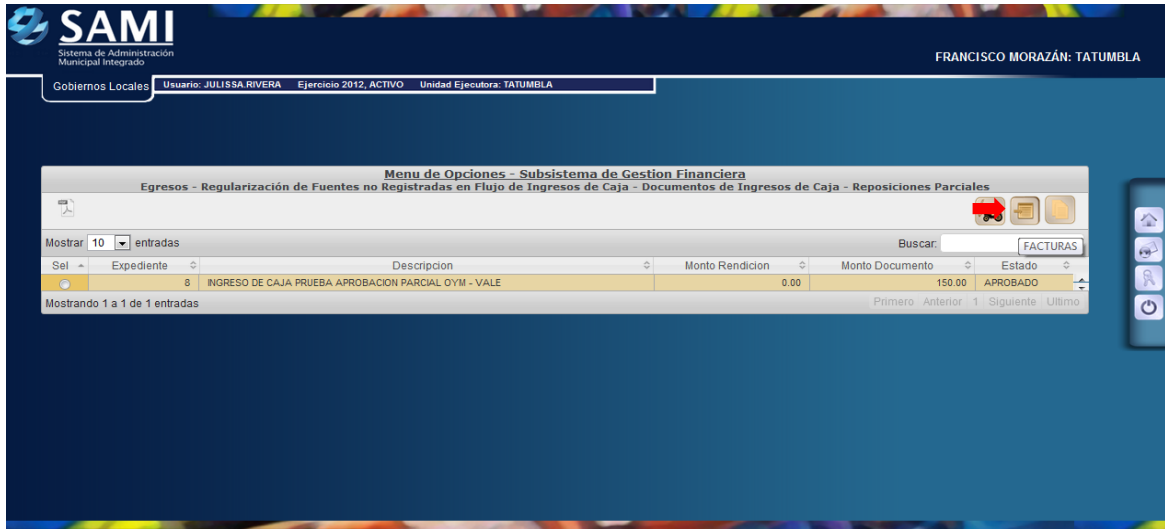 SAMI
Sistema de Administración
Municipal Integrado
FRANCISCO MORAZÁN: TATUMBLA
Gobiernos Locales
Usuario: JULISSA.RIVERA Ejercicio 2012, ACTIVO Unidad Ejecutora: TATUMBLA
Menu de Opciones - Subsistema de Gestion Financiera
Egresos - Regularización de Fuentes no Registradas en Flujo de Ingresos de Caja - Documentos de Ingresos de Caja - Reposiciones Parciales
Mostrar 10 entradas Buscar:
FACTURAS
Sel Expediente Descripcion Monto Rendicion Monto Documento Estado
8 INGRESO DE CAJA PRUEBA APROBACION PARCIAL OYM - VALE 0.00 150.00 APROBADO
Mostrando 1 a 1 de 1 entradas Primero Anterior 1 Siguiente Ultimo